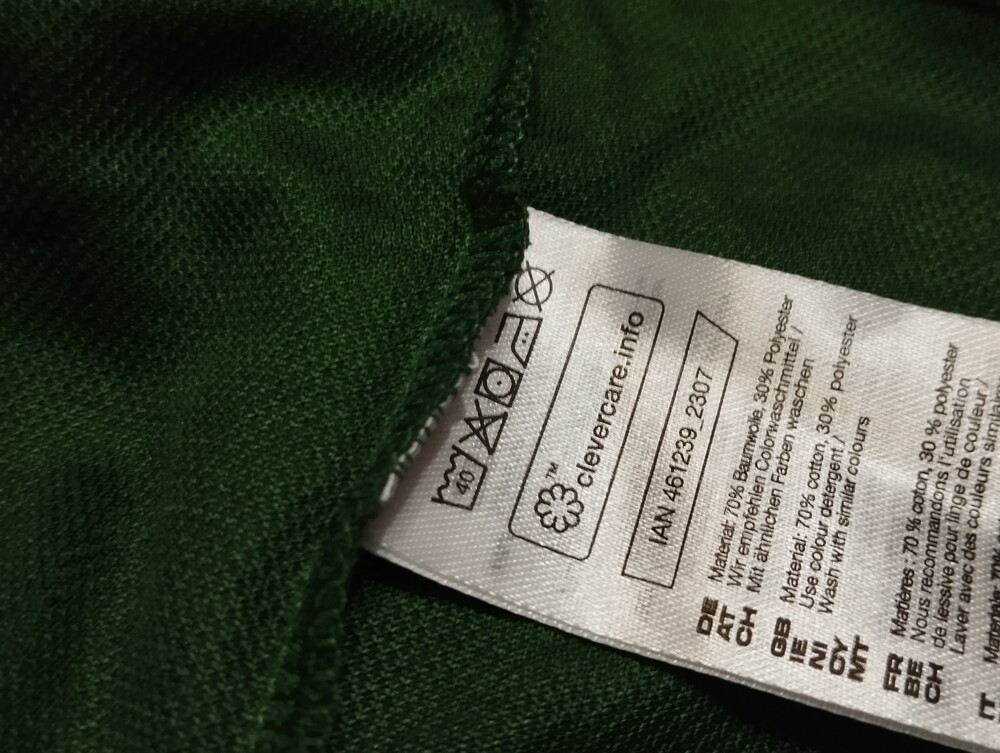 40
clevercare.info
™
IAN 461239_2307
DE
AT
CH
Material: 70% Baumwolle, 30% Polyester
Wir empfehlen Colorwaschmittel /
Mit ähnlichen Farben waschen
GB
IE
NI
CY
MT
Material: 70% cotton, 30% polyester
Use colour detergent /
Wash with similar colours
FR
BE
CH
Matières : 70 % coton, 30 % polyester
Nous recommandons l'utilisation
de lessive pour linge de couleur /
Laver avec des couleurs
IT